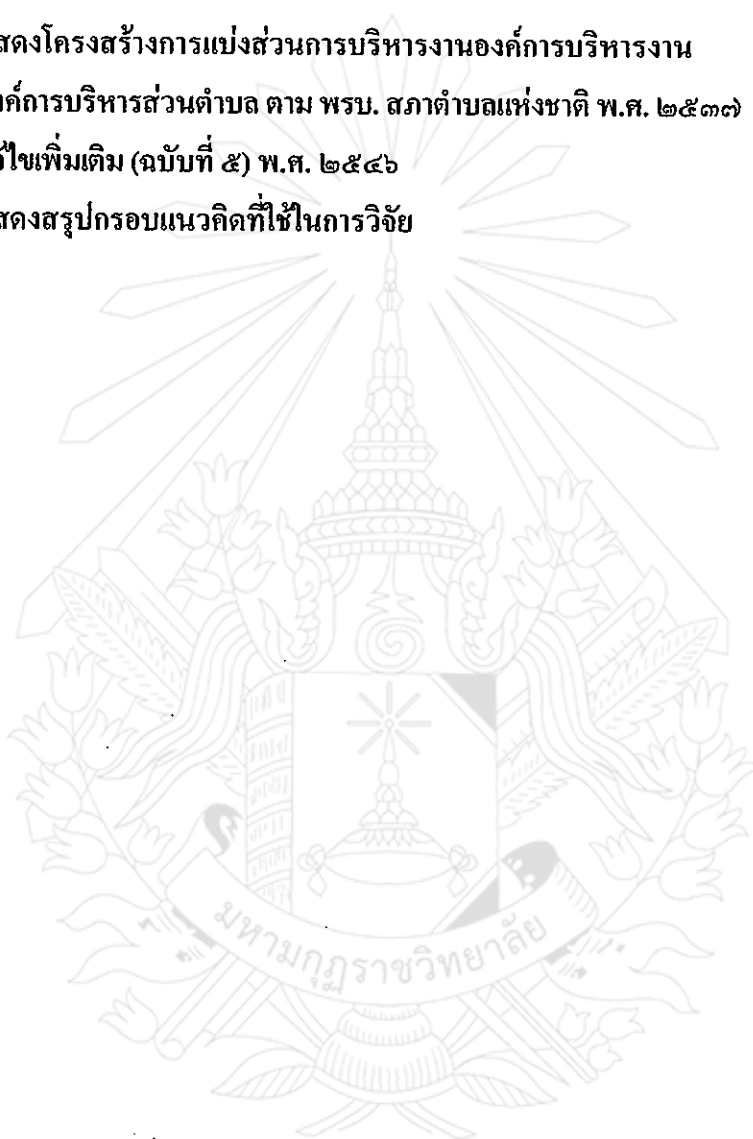 สดงโครงสร้างการแบ่งส่วนการบริหารงานองค์การบริหารงาน
งค์การบริหารส่วนตำบล ตาม พรบ. สภาตำบลแห่งชาติ พ.ศ. ๒๕๓๗
ก้ไขเพิ่มเติม (ฉบับที่ ๕) พ.ศ. ๒๕๔๖
สดงสรุปกรอบแนวคิดที่ใช้ในการวิจัย
มหามกุฏราชวิทยาลัย